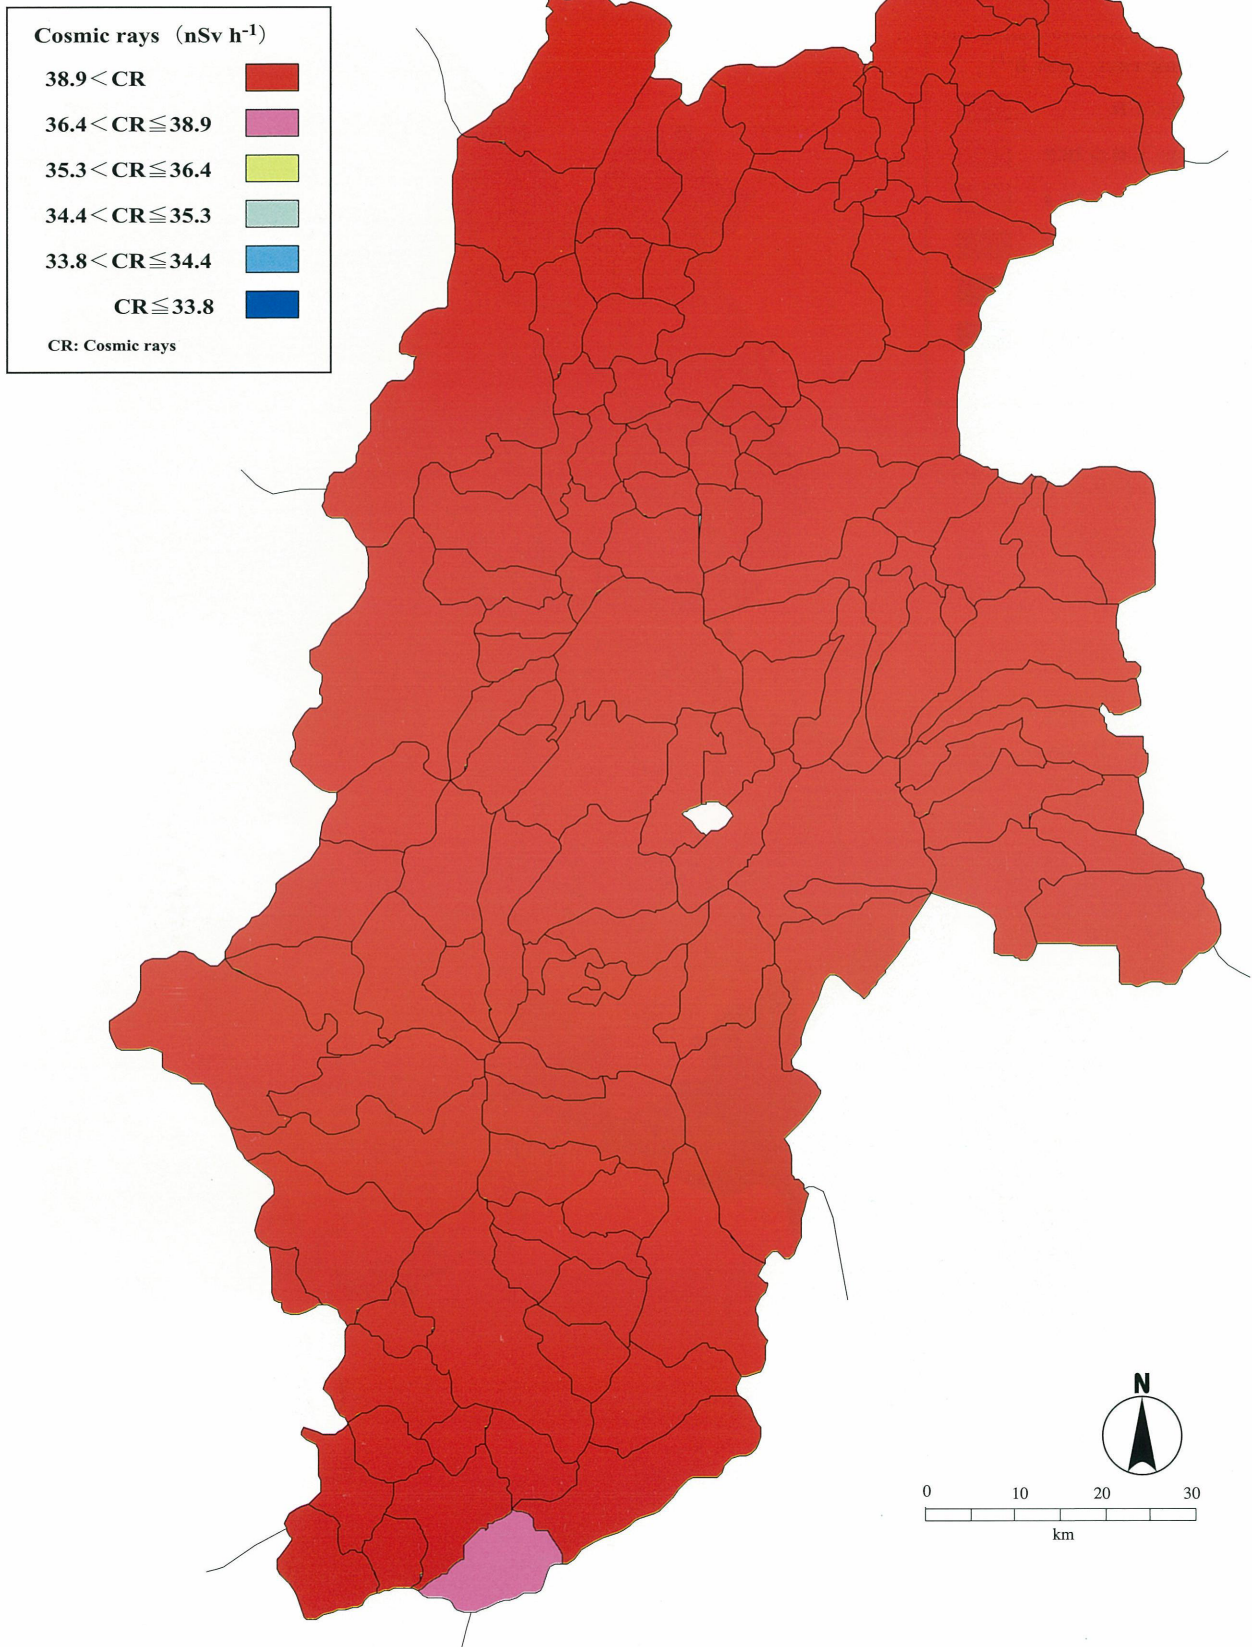 Cosmic rays (nSv h-1)
38.9<CR
36.4<CR≦38.9
35.3<CR≦36.4
34.4<CR≦35.3
33.8<CR≦34.4
CR≦33.8
CR: Cosmic rays
N
0 10 20 30
km